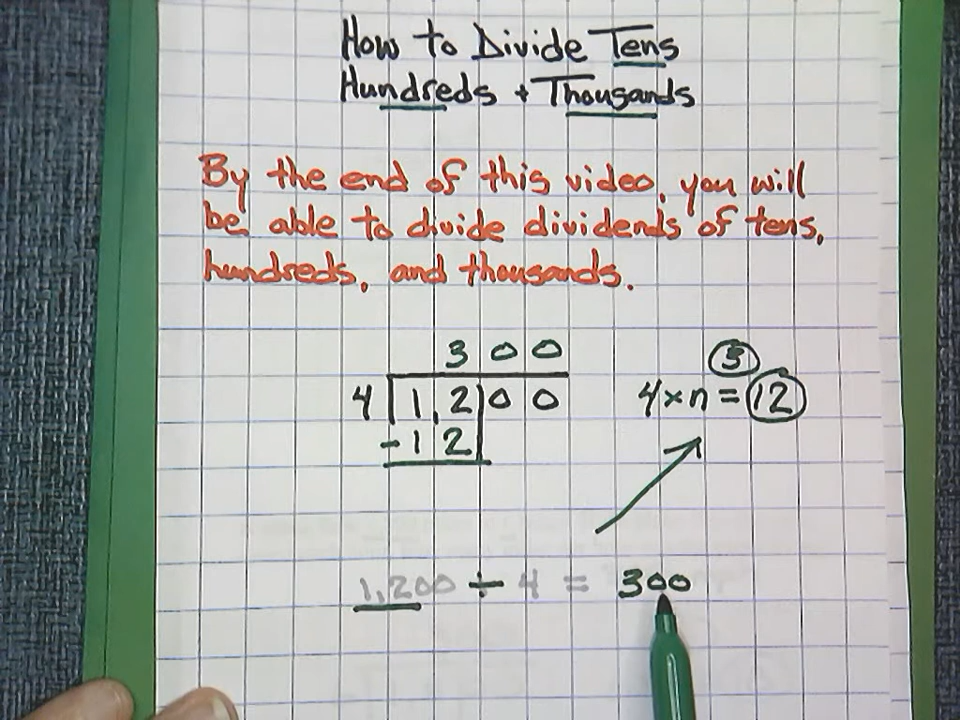 How to Divide Tens
Hundreds + Thousands
By the end of this video, you will
be able to divide dividends of tens,
hundreds, and thousands.
3 0 0
4 1,2 0 0
- 1 2
3
4 × n = 12
1,200 ÷ 4 = 300